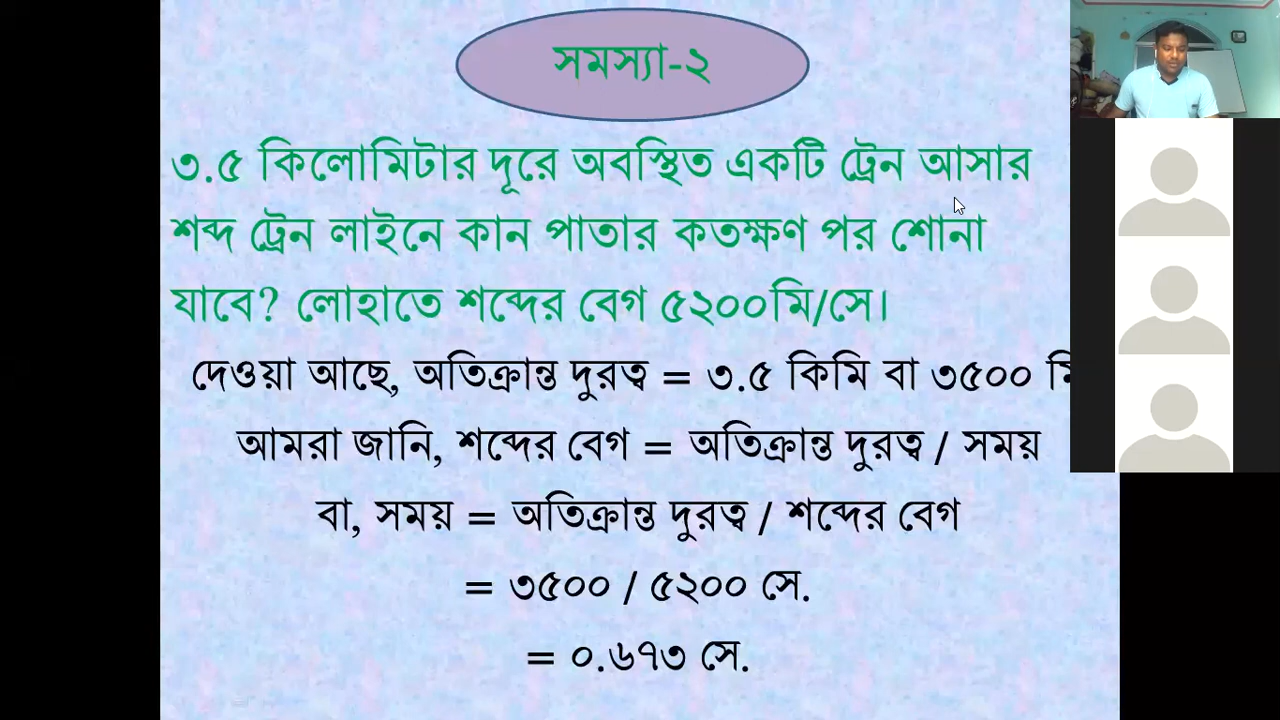 সমস্যা-২
৩.৫ কিলোমিটার দূরে অবস্থিত একটি ট্রেন আসার
শব্দ ট্রেন লাইনে কান পাতার কতক্ষণ পর শোনা
যাবে? লোহাতে শব্দের বেগ ৫২০০মি/সে।
দেওয়া আছে, অতিক্রান্ত দুরত্ব = ৩.৫ কিমি বা ৩৫০০
আমরা জানি, শব্দের বেগ = অতিক্রান্ত দুরত্ব / সময়
বা, সময় = অতিক্রান্ত দুরত্ব / শব্দের বেগ
= ৩৫০০ / ৫২০০ সে.
= ০.৬৭৩ সে.